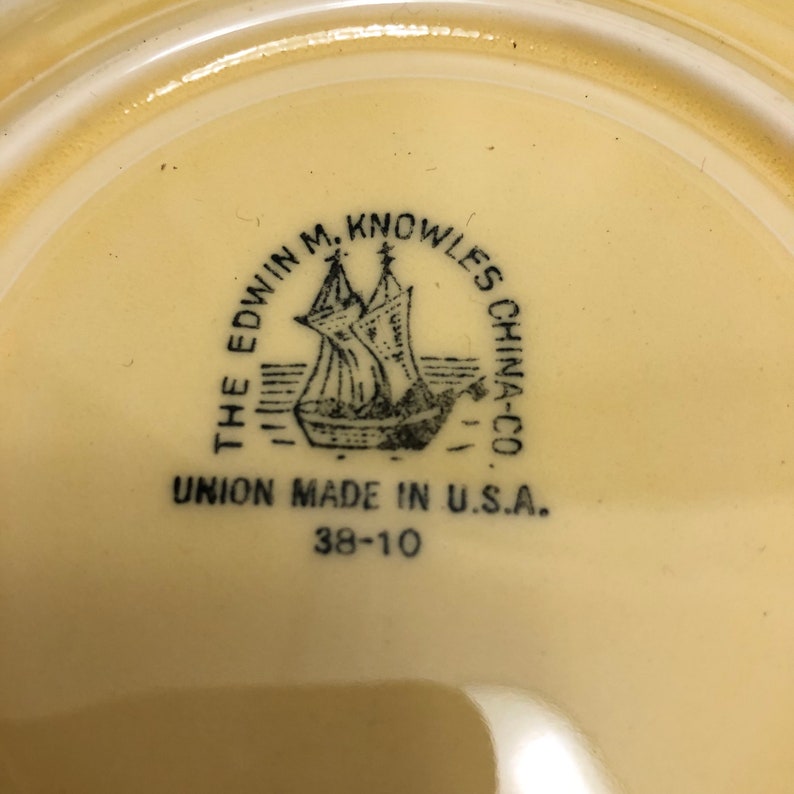 THE EDWIN M. KNOWLES CHINA-CO.
UNION MADE IN U.S.A.
38-10